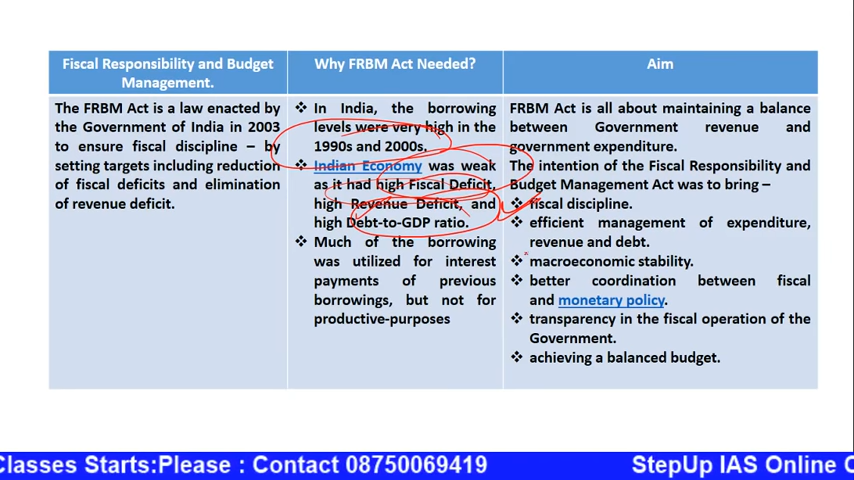 Fiscal Responsibility and Budget
Management.
Why FRBM Act Needed?
Aim
The FRBM Act is a law enacted by
the Government of India in 2003
to ensure fiscal discipline – by
setting targets including reduction
of fiscal deficits and elimination
of revenue deficit.
❖ In India, the borrowing
levels were very high in the
1990s and 2000s.
❖ Indian Economy was weak
as it had high Fiscal Deficit,
high Revenue Deficit, and
high Debt-to-GDP ratio.
❖ Much of the borrowing
was utilized for interest
payments of previous
borrowings, but not for
productive-purposes
FRBM Act is all about maintaining a balance
between Government revenue and
government expenditure.
The intention of the Fiscal Responsibility and
Budget Management Act was to bring –
❖ fiscal discipline.
❖ efficient management of expenditure,
revenue and debt.
❖ macroeconomic stability.
❖ better coordination between fiscal
and monetary policy.
❖ transparency in the fiscal operation of the
Government.
❖ achieving a balanced budget.
Classes Starts:Please : Contact 08750069419 StepUp IAS Online